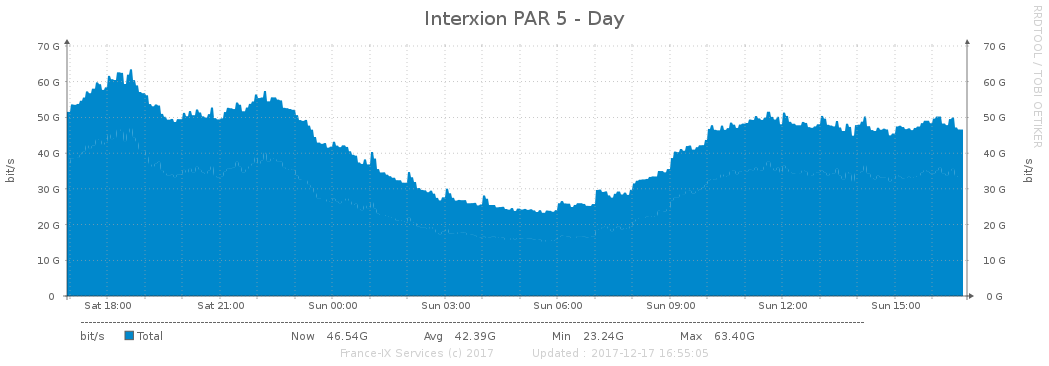 Interxion PAR 5 - Day
RRDTOOL / TOBI OETIKER
70 G 70 G
60 G 60 G
50 G 50 G
40 G 40 G
30 G 30 G
20 G 20 G
10 G 10 G
0 0 G
bit/s bit/s
Sat 18:00 Sat 21:00 Sun 00:00 Sun 03:00 Sun 06:00 Sun 09:00 Sun 12:00 Sun 15:00
bit/s Total Now 46.54G Avg 42.39G Min 23.24G Max 63.40G
France-IX Services (c) 2017 Updated : 2017-12-17 16:55:05